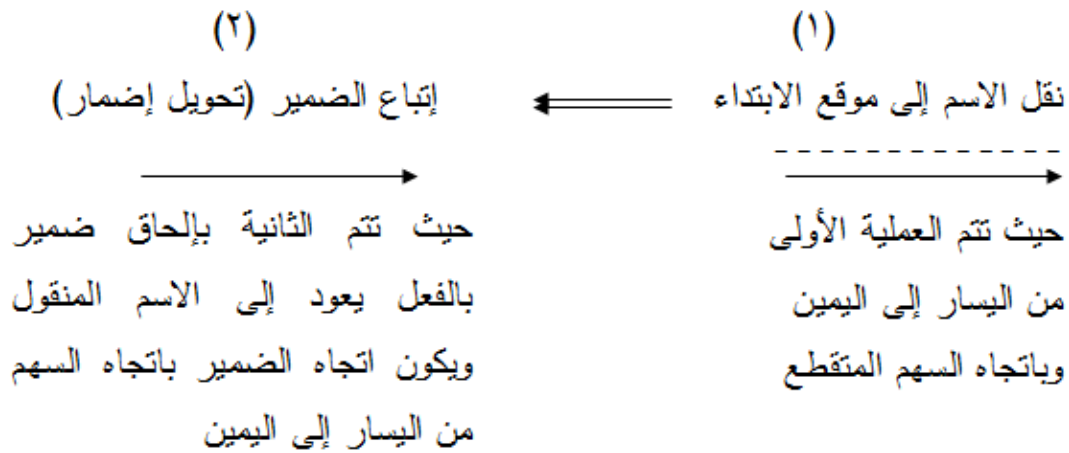 (١)
نقل الاسم إلى موقع الابتداء
حيث تتم العملية الأولى
من اليسار إلى اليمين
وباتجاه السهم المتقطع
(٢)
إتباع الضمير (تحويل إضمار)
حيث تتم الثانية بإلحاق ضمير
بالفعل يعود إلى الاسم المنقول
ويكون اتجاه الضمير باتجاه السهم
من اليسار إلى اليمين